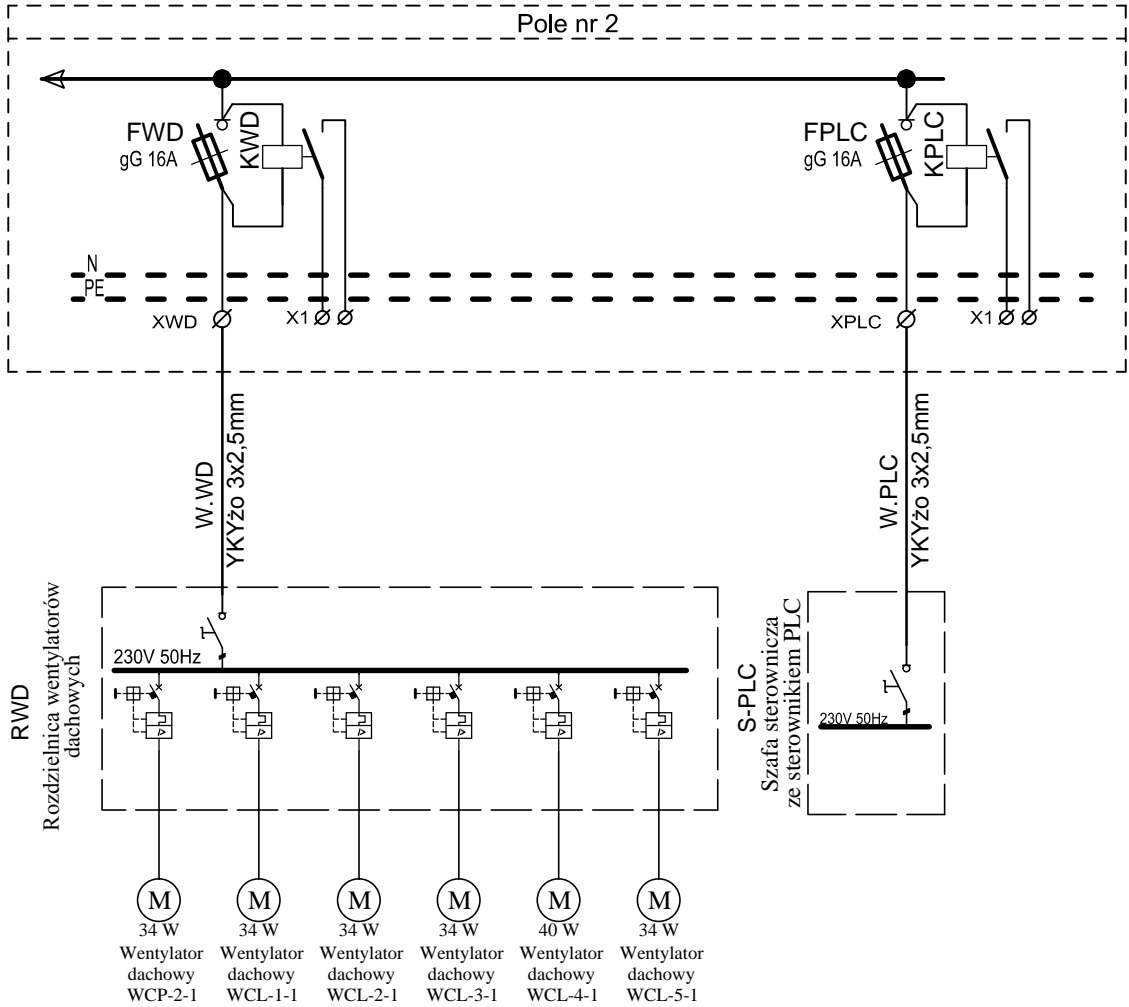 Pole nr 2
FWD
gG 16A
KWD
FPLC
gG 16A
KPLC
N
PE
XWD
X1
XPLC
X1
W.WD
YKYżo 3x2,5mm
W.PLC
YKYżo 3x2,5mm
RWD
Rozdzielnica wentylatorów
dachowych
230V 50Hz
S-PLC
Szafa sterownicza
ze sterownikiem PLC
230V 50Hz
M
34 W
Wentylator
dachowy
WCP-2-1
M
34 W
Wentylator
dachowy
WCL-1-1
M
34 W
Wentylator
dachowy
WCL-2-1
M
34 W
Wentylator
dachowy
WCL-3-1
M
40 W
Wentylator
dachowy
WCL-4-1
M
34 W
Wentylator
dachowy
WCL-5-1